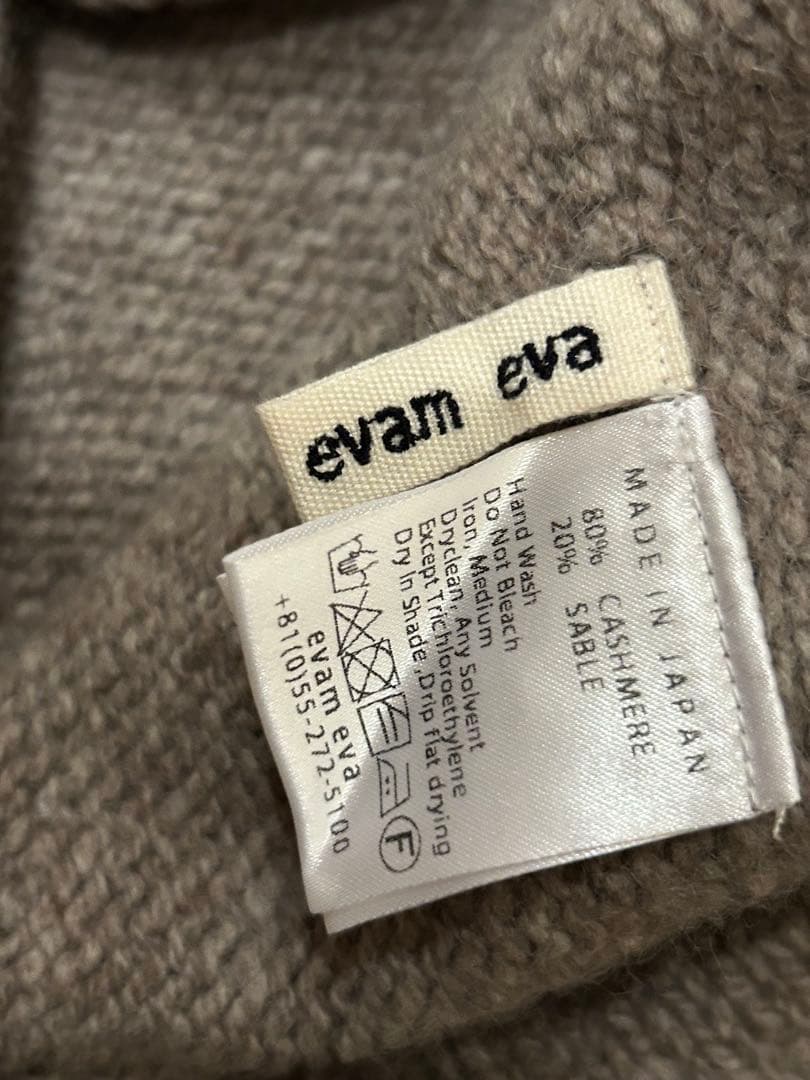 evam eva
MADE IN JAPAN
80% CASHMERE
20% SABLE
Hand Wash
Do Not Bleach
Iron, Medium
Dryclean, Any Solvent
Except Trichloroethylene
Dry In Shade, Drip flat drying
F
evam eva
+81(0)55-272-5100